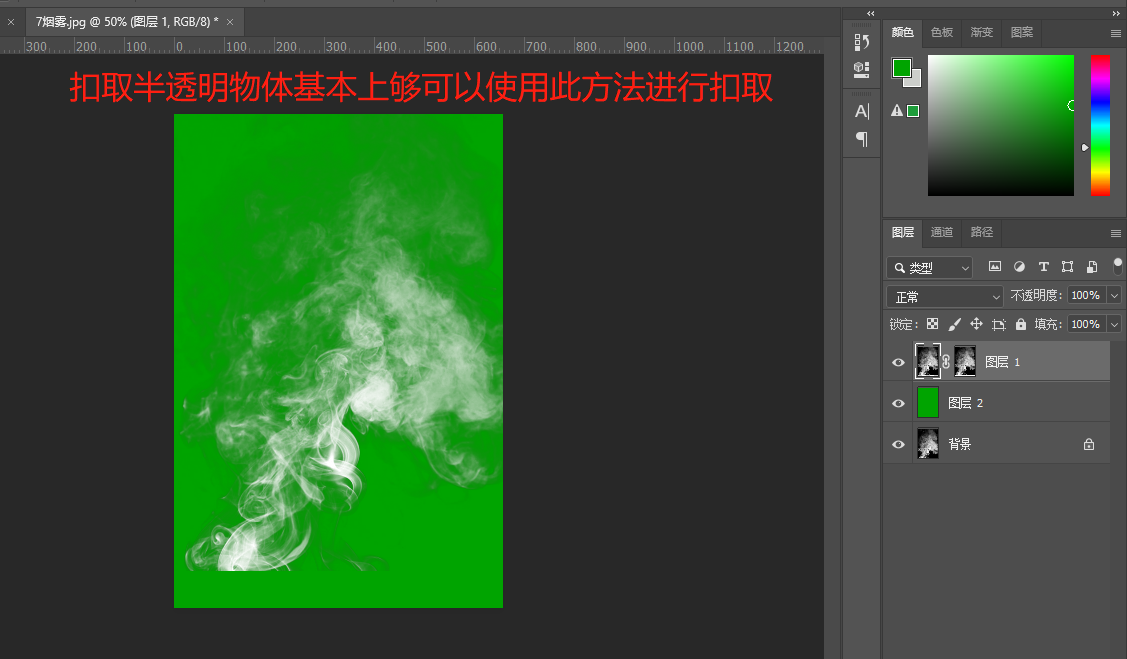 7烟雾.jpg @ 50% (图层 1, RGB/8) *
300 200 100 0 100 200 300 400 500 600 700 800 900 1000 1100 1200
扣取半透明物体基本上够可以使用此方法进行扣取
颜色 色板 渐变 图案
A
图层 通道 路径
类型 T
正常 不透明度: 100%
锁定: 填充: 100%
图层 1
图层 2
背景